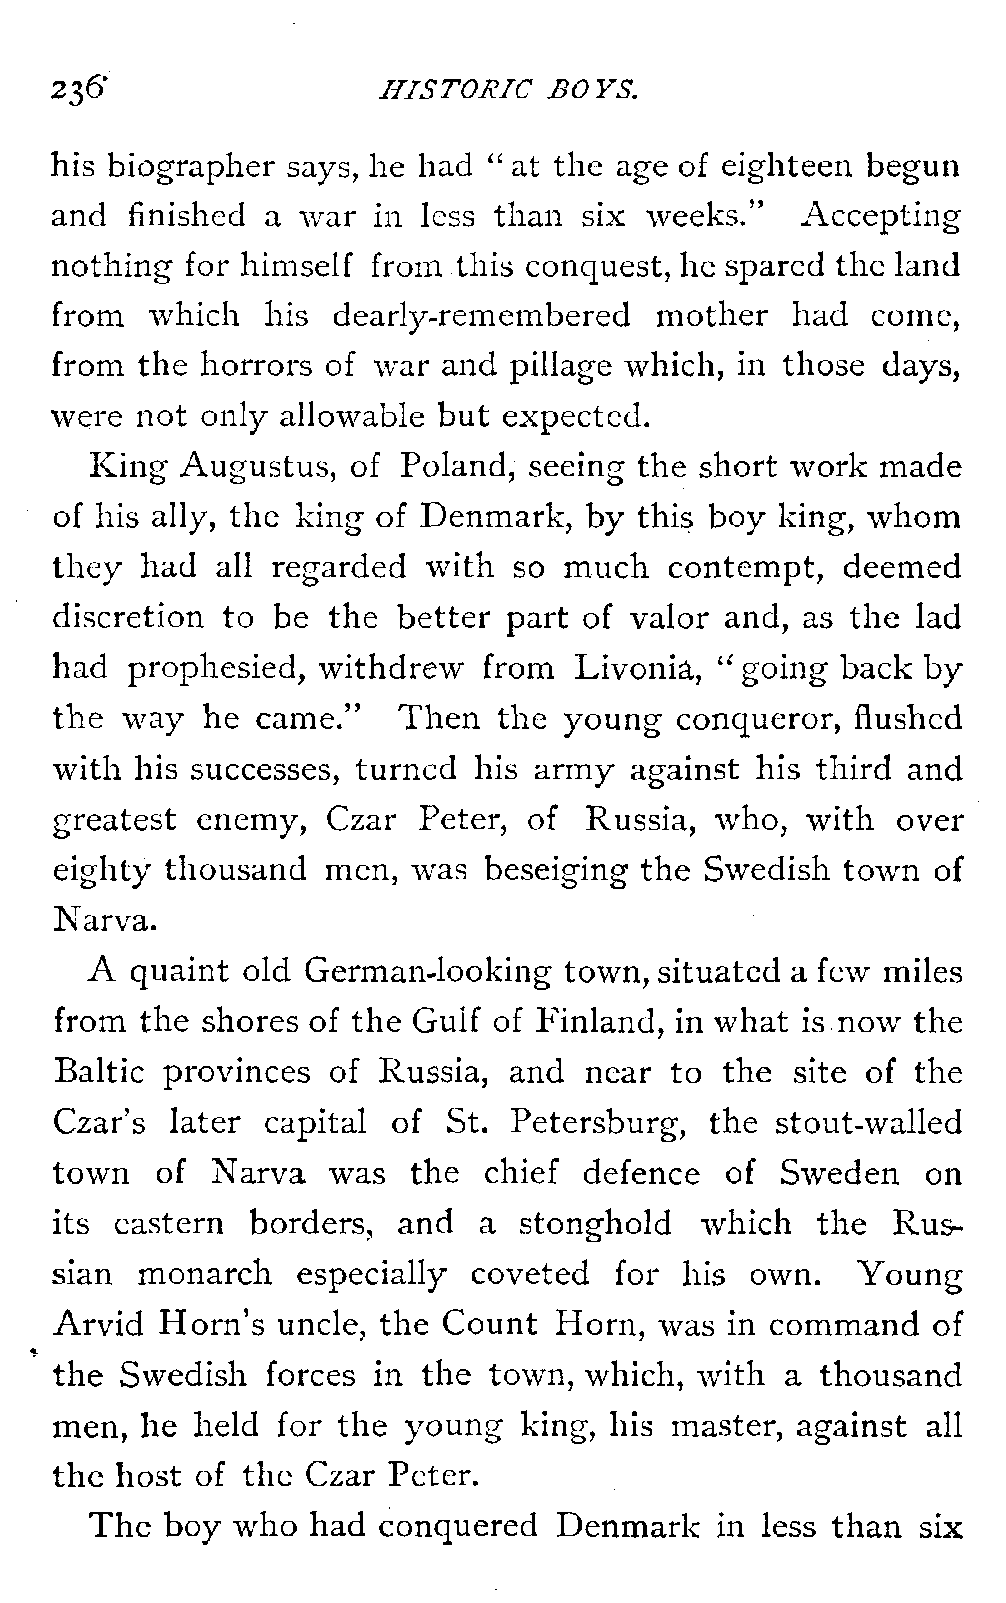 236 HISTORIC BOYS.
his biographer says, he had “at the age of eighteen begun
and finished a war in less than six weeks.” Accepting
nothing for himself from this conquest, he spared the land
from which his dearly-remembered mother had come,
from the horrors of war and pillage which, in those days,
were not only allowable but expected.
King Augustus, of Poland, seeing the short work made
of his ally, the king of Denmark, by this boy king, whom
they had all regarded with so much contempt, deemed
discretion to be the better part of valor and, as the lad
had prophesied, withdrew from Livonia, “going back by
the way he came.” Then the young conqueror, flushed
with his successes, turned his army against his third and
greatest enemy, Czar Peter, of Russia, who, with over
eighty thousand men, was beseiging the Swedish town of
Narva.
A quaint old German-looking town, situated a few miles
from the shores of the Gulf of Finland, in what is now the
Baltic provinces of Russia, and near to the site of the
Czar’s later capital of St. Petersburg, the stout-walled
town of Narva was the chief defence of Sweden on
its eastern borders, and a stonghold which the Rus-
sian monarch especially coveted for his own. Young
Arvid Horn’s uncle, the Count Horn, was in command of
the Swedish forces in the town, which, with a thousand
men, he held for the young king, his master, against all
the host of the Czar Peter.
The boy who had conquered Denmark in less than six